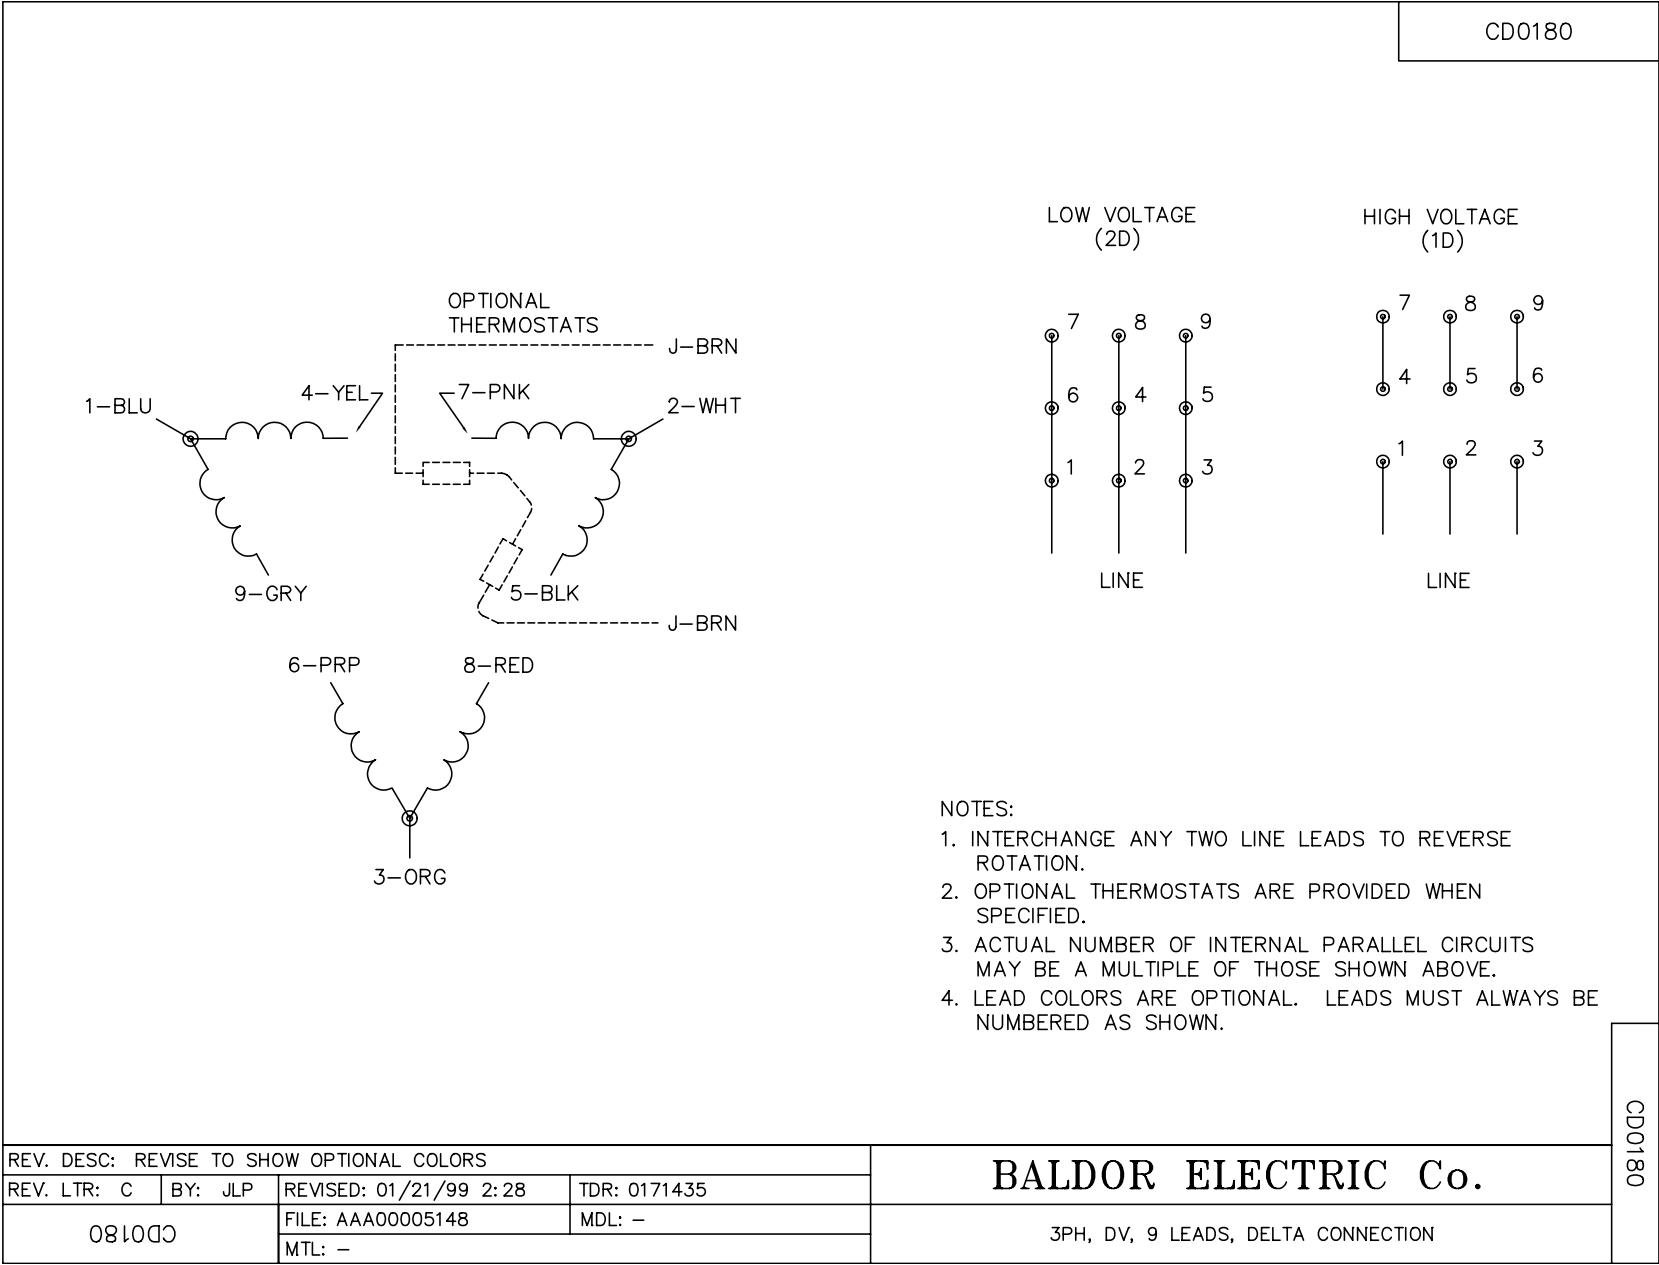 CD0180
LOW VOLTAGE
(2D)
HIGH VOLTAGE
(1D)
7 8 9
6 4 5
1 2 3
LINE
7 8 9
4 5 6
1 2 3
LINE
OPTIONAL
THERMOSTATS
J-BRN
4-YEL
7-PNK
1-BLU
2-WHT
9-GRY
5-BLK
J-BRN
6-PRP
8-RED
3-ORG
NOTES:
1. INTERCHANGE ANY TWO LINE LEADS TO REVERSE
ROTATION.
2. OPTIONAL THERMOSTATS ARE PROVIDED WHEN
SPECIFIED.
3. ACTUAL NUMBER OF INTERNAL PARALLEL CIRCUITS
MAY BE A MULTIPLE OF THOSE SHOWN ABOVE.
4. LEAD COLORS ARE OPTIONAL. LEADS MUST ALWAYS BE
NUMBERED AS SHOWN.
CD0180
REV. DESC: REVISE TO SHOW OPTIONAL COLORS
REV. LTR: C
BY: JLP
REVISED: 01/21/99 2:28
TDR: 0171435
CD0180
FILE: AAA00005148
MDL: -
MTL: -
BALDOR ELECTRIC Co.
3PH, DV, 9 LEADS, DELTA CONNECTION